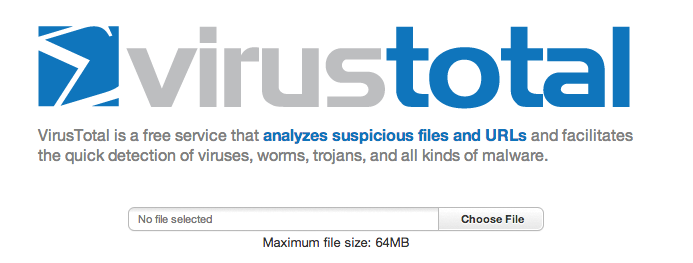 virustotal
VirusTotal is a free service that analyzes suspicious files and URLs and facilitates
the quick detection of viruses, worms, trojans, and all kinds of malware.
No file selected Choose File
Maximum file size: 64MB